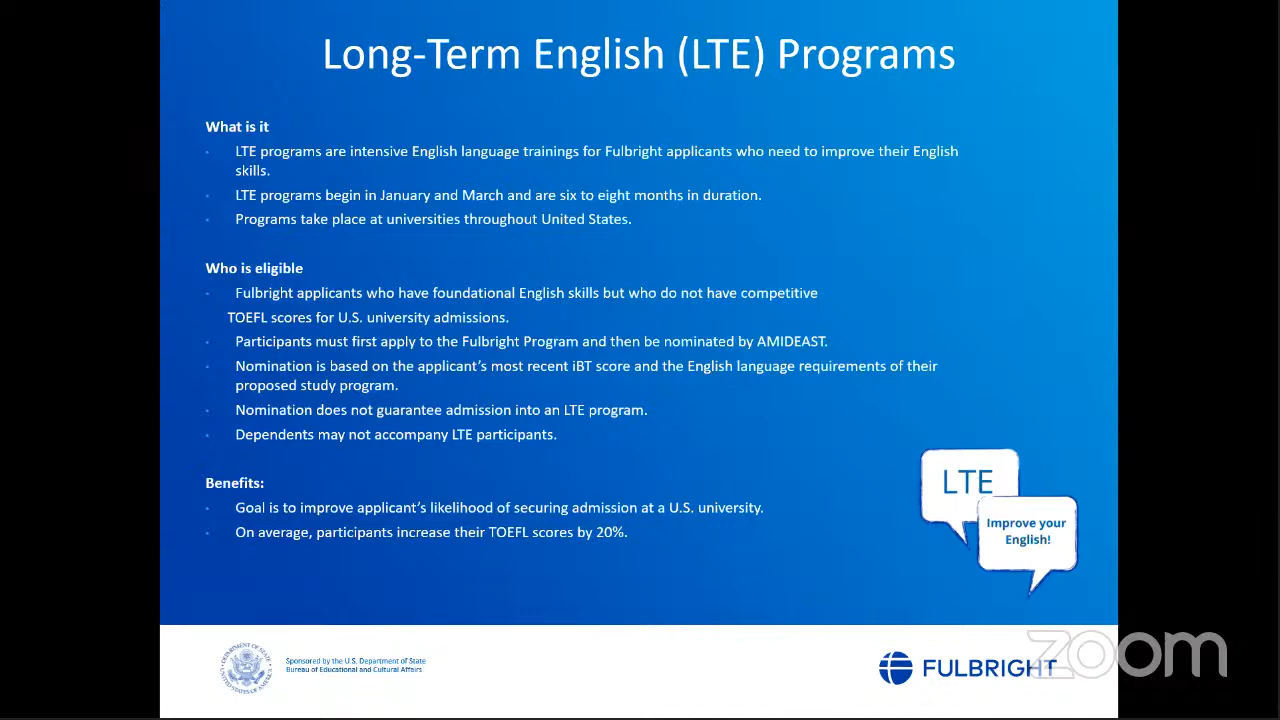 Long-Term English (LTE) Programs
What is it
LTE programs are intensive English language trainings for Fulbright applicants who need to improve their English
skills.
LTE programs begin in January and March and are six to eight months in duration.
Programs take place at universities throughout United States.
Who is eligible
Fulbright applicants who have foundational English skills but who do not have competitive
TOEFL scores for U.S. university admissions.
Participants must first apply to the Fulbright Program and then be nominated by AMIDEAST.
Nomination is based on the applicant's most recent iBT score and the English language requirements of their
proposed study program.
Nomination does not guarantee admission into an LTE program.
Dependents may not accompany LTE participants.
Benefits:
Goal is to improve applicant's likelihood of securing admission at a U.S. university.
On average, participants increase their TOEFL scores by 20%.
LTE
Improve your
English!
DEPARTMENT OF STATE
UNITED STATES OF AMERICA
Sponsored by the U.S. Department of State
Bureau of Educational and Cultural Affairs
FULBRIGHT
zoom